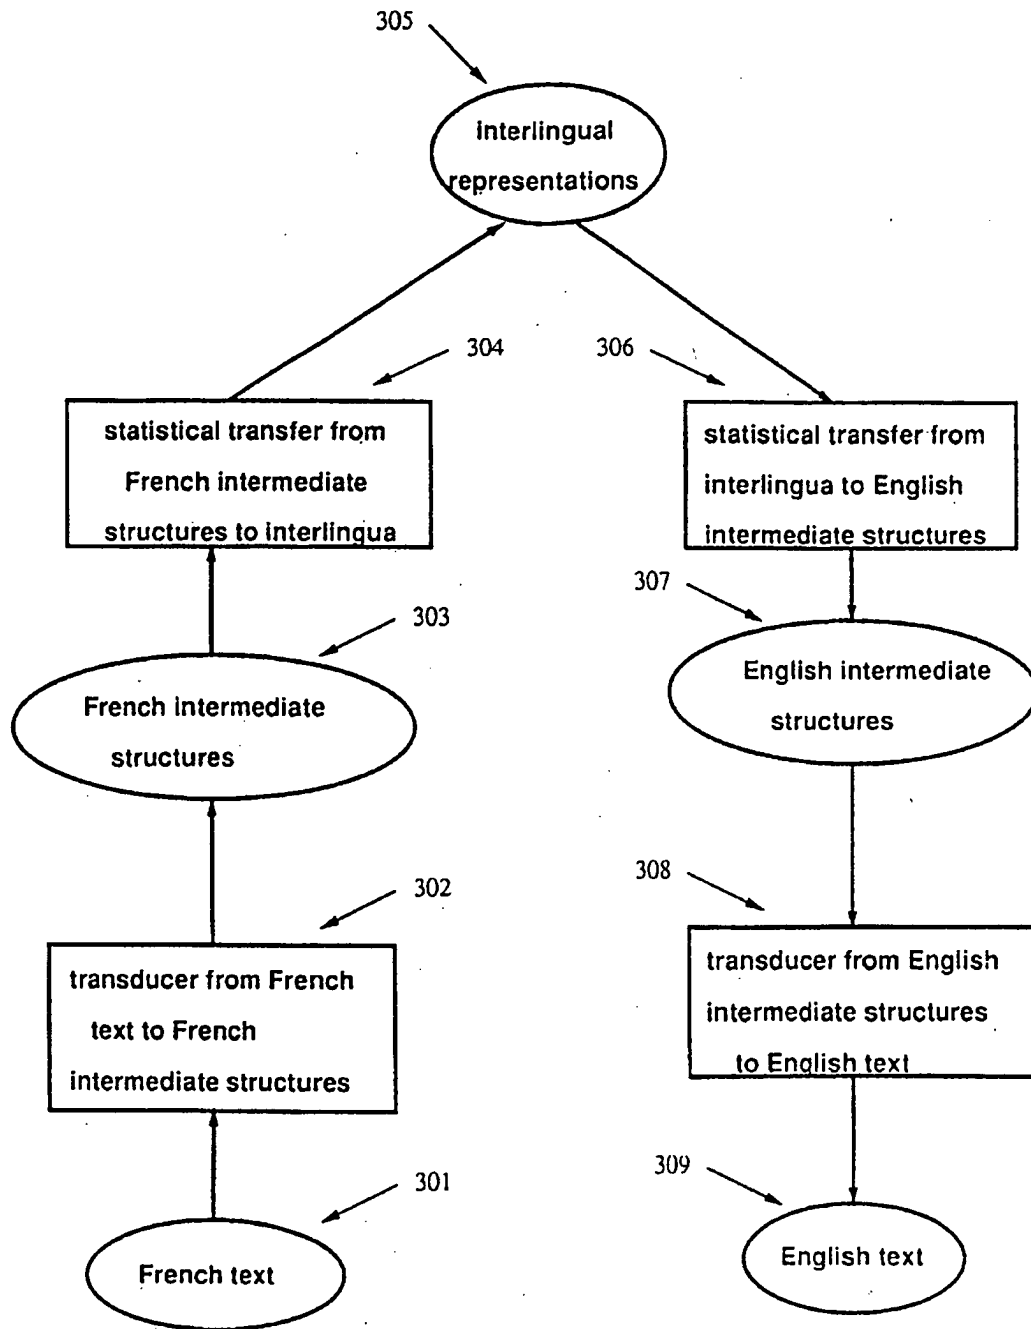 305
interlingual
representations
304
306
statistical transfer from
French intermediate
structures to interlingua
statistical transfer from
interlingua to English
intermediate structures
307
303
French intermediate
structures
English intermediate
structures
302
308
transducer from French
text to French
intermediate structures
transducer from English
intermediate structures
to English text
301
309
French text
English text